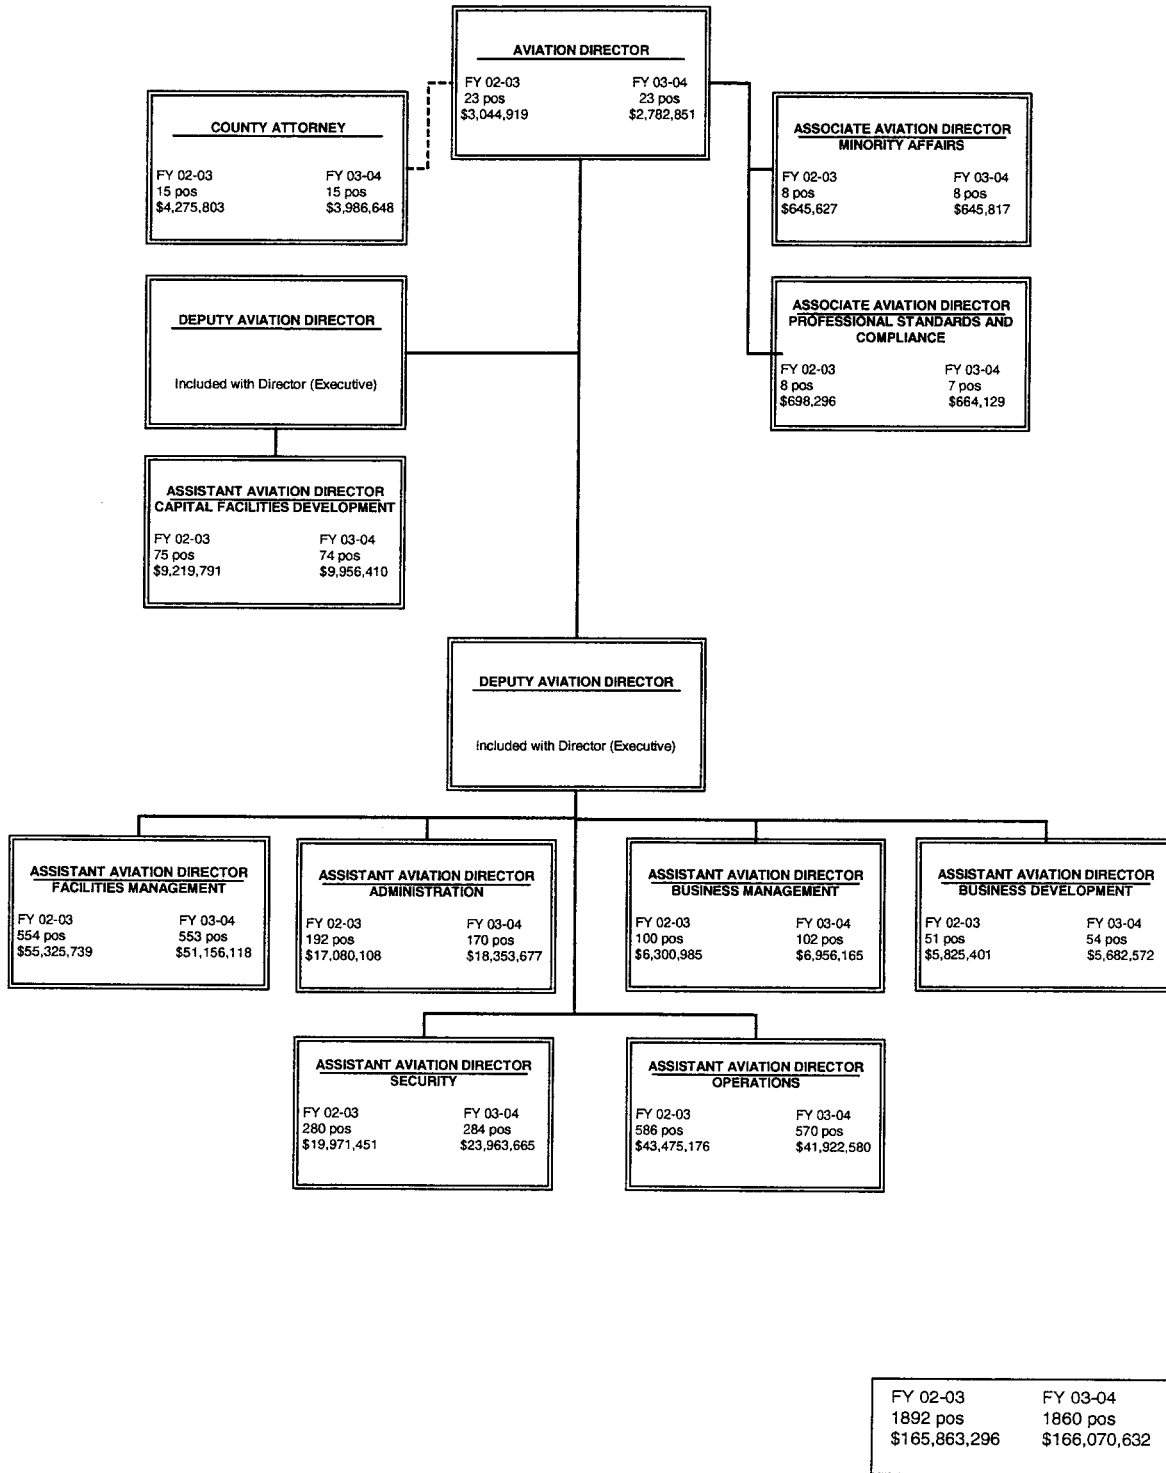 AVIATION DIRECTOR
FY 02-03 FY 03-04
23 pos 23 pos
$3,044,919 $2,782,851
COUNTY ATTORNEY
FY 02-03 FY 03-04
15 pos 15 pos
$4,275,803 $3,986,648
ASSOCIATE AVIATION DIRECTOR
MINORITY AFFAIRS
FY 02-03 FY 03-04
8 pos 8 pos
$645,627 $645,817
DEPUTY AVIATION DIRECTOR
Included with Director (Executive)
ASSOCIATE AVIATION DIRECTOR
PROFESSIONAL STANDARDS AND
COMPLIANCE
FY 02-03 FY 03-04
8 pos 7 pos
$698,296 $664,129
ASSISTANT AVIATION DIRECTOR
CAPITAL FACILITIES DEVELOPMENT
FY 02-03 FY 03-04
75 pos 74 pos
$9,219,791 $9,956,410
DEPUTY AVIATION DIRECTOR
Included with Director (Executive)
ASSISTANT AVIATION DIRECTOR
FACILITIES MANAGEMENT
FY 02-03 FY 03-04
554 pos 553 pos
$55,325,739 $51,156,118
ASSISTANT AVIATION DIRECTOR
ADMINISTRATION
FY 02-03 FY 03-04
192 pos 170 pos
$17,080,108 $18,353,677
ASSISTANT AVIATION DIRECTOR
BUSINESS MANAGEMENT
FY 02-03 FY 03-04
100 pos 102 pos
$6,300,985 $6,956,165
ASSISTANT AVIATION DIRECTOR
BUSINESS DEVELOPMENT
FY 02-03 FY 03-04
51 pos 54 pos
$5,825,401 $5,682,572
ASSISTANT AVIATION DIRECTOR
SECURITY
FY 02-03 FY 03-04
280 pos 284 pos
$19,971,451 $23,963,665
ASSISTANT AVIATION DIRECTOR
OPERATIONS
FY 02-03 FY 03-04
586 pos 570 pos
$43,475,176 $41,922,580
FY 02-03 FY 03-04
1892 pos 1860 pos
$165,863,296 $166,070,632